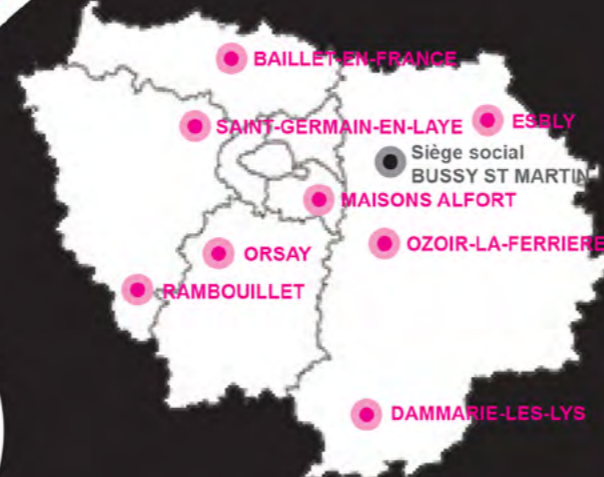 BAILLET-EN-FRANCE
SAINT-GERMAIN-EN-LAYE
ESBLY
Siège social
BUSSY ST MARTIN
MAISONS ALFORT
ORSAY
OZOIR-LA-FERRIERE
RAMBOUILLET
DAMMARIE-LES-LYS